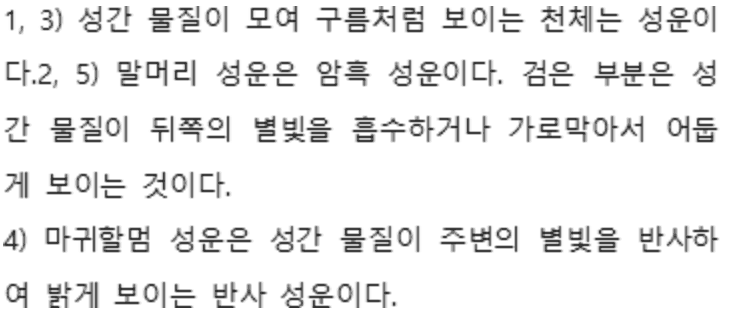 1, 3) 성간 물질이 모여 구름처럼 보이는 천체는 성운이
다.2, 5) 말머리 성운은 암흑 성운이다. 검은 부분은 성
간 물질이 뒤쪽의 별빛을 흡수하거나 가로막아서 어둡
게 보이는 것이다.
4) 마귀할멈 성운은 성간 물질이 주변의 별빛을 반사하
여 밝게 보이는 반사 성운이다.